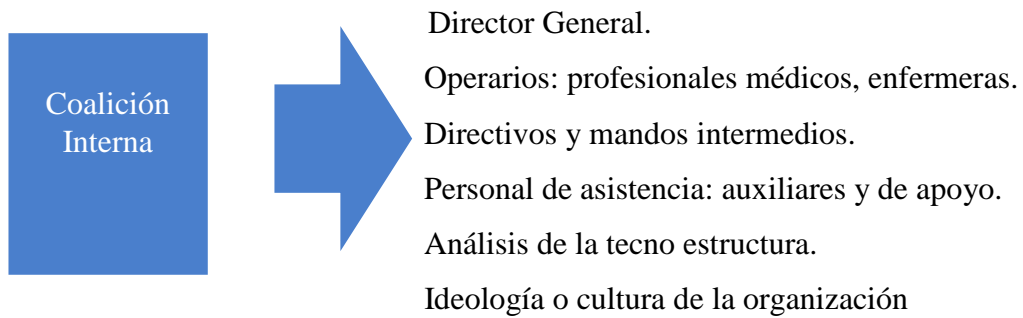 Coalición
Interna
Director General.
Operarios: profesionales médicos, enfermeras.
Directivos y mandos intermedios.
Personal de asistencia: auxiliares y de apoyo.
Análisis de la tecno estructura.
Ideología o cultura de la organización